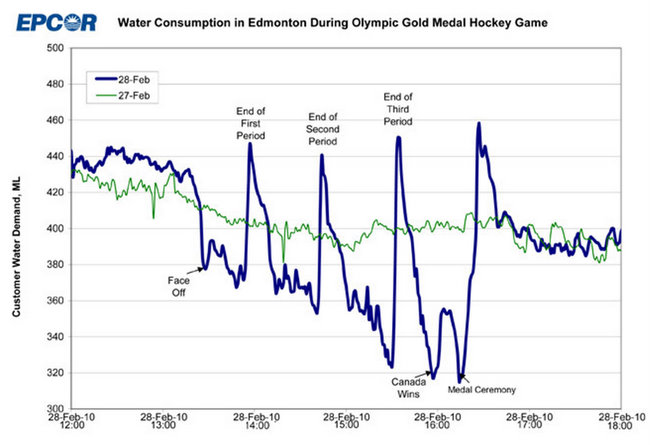 EPCOR
Water Consumption in Edmonton During Olympic Gold Medal Hockey Game
Customer Water Demand, ML
500
480
460
440
420
400
380
360
340
320
300
28-Feb
27-Feb
End of
First
Period
End of
Second
Period
End of
Third
Period
Face
Off
Canada
Wins
Medal Ceremony
28-Feb-10
12:00
28-Feb-10
13:00
28-Feb-10
14:00
28-Feb-10
15:00
28-Feb-10
16:00
28-Feb-10
17:00
28-Feb-10
18:00